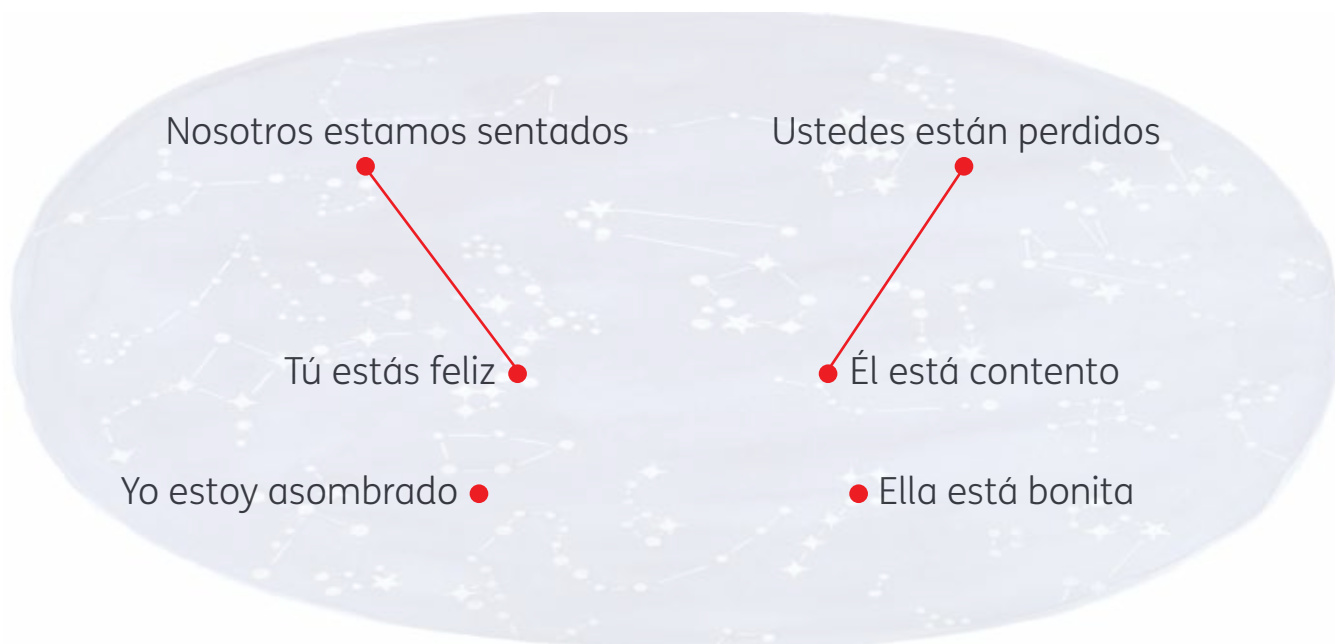 Nosotros estamos sentados
Ustedes están perdidos
Tú estás feliz
Él está contento
Yo estoy asombrado
Ella está bonita